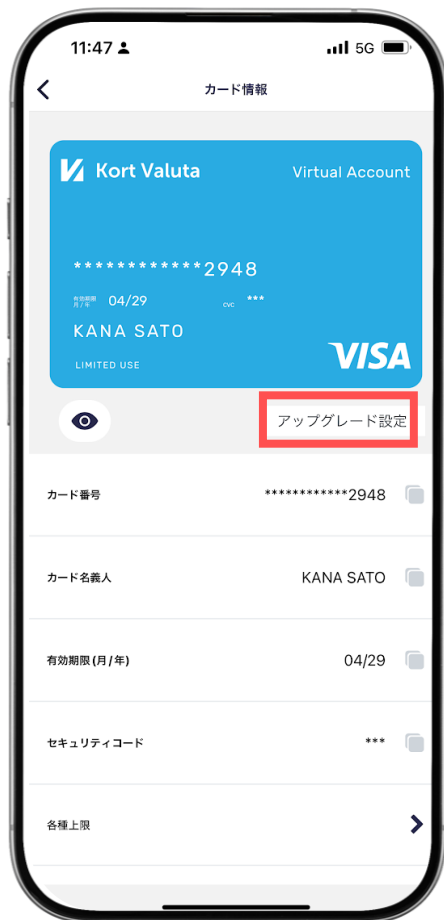 11:47
5G
カード情報
Kort Valuta
Virtual Account
************2948
有効期限
月/年 04/29 CVC ***
KANA SATO
LIMITED USE
VISA
アップグレード設定
カード番号 ************2948
カード名義人 KANA SATO
有効期限(月/年) 04/29
セキュリティコード ***
各種上限